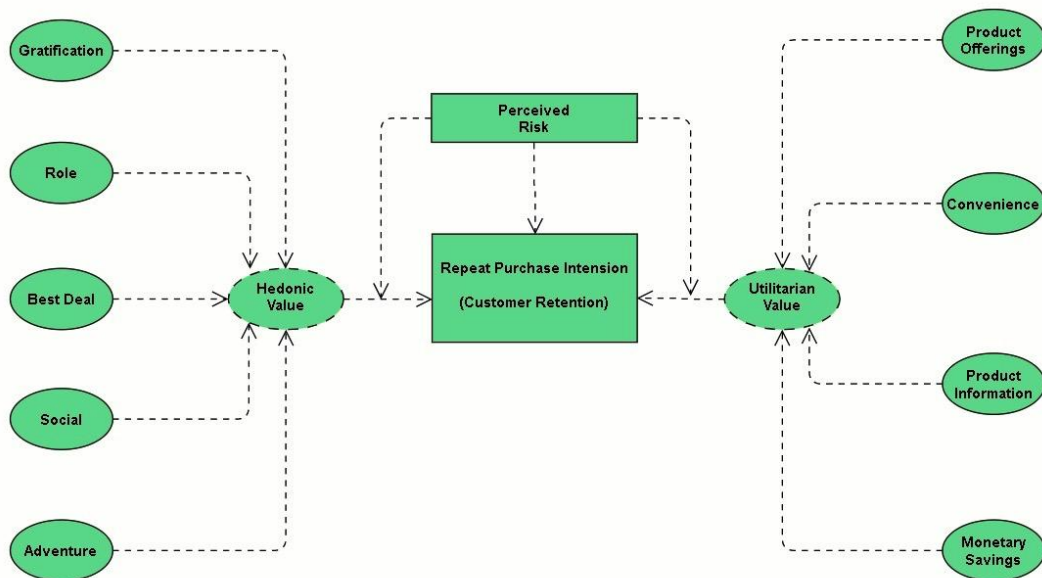 Gratification
Role
Best Deal
Social
Adventure
Hedonic
Value
Perceived
Risk
Repeat Purchase Intension
(Customer Retention)
Utilitarian
Value
Product
Offerings
Convenience
Product
Information
Monetary
Savings